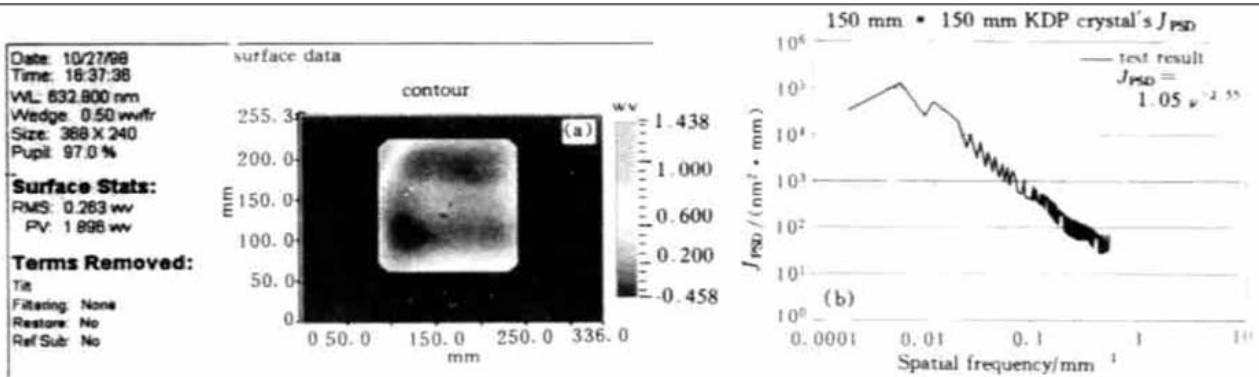 Date: 10/27/98
Time: 16:37:36
WL: 632.800 nm
Wedge: 0.50 wv/fr
Size: 368 X 240
Pupil: 97.0 %
Surface Stats:
RMS: 0.263 wv
PV: 1.896 wv
Terms Removed:
Tilt
Filtering: None
Restore: No
Ref Sub: No
surface data
contour
(a)
255.3
200.0
150.0
100.0
50.0
0
mm
0 50.0 150.0 250.0 336.0
mm
wv
1.438
1.000
0.600
0.200
-0.458
150 mm * 150 mm KDP crystal's J_PSD
test result
J_PSD =
1.05 ν^-2.55
10^6
10^5
10^4
10^3
10^2
10^1
10^0
J_PSD/(nm²·mm)
(b)
0.0001 0.01 0.1 1
Spatial frequency/mm